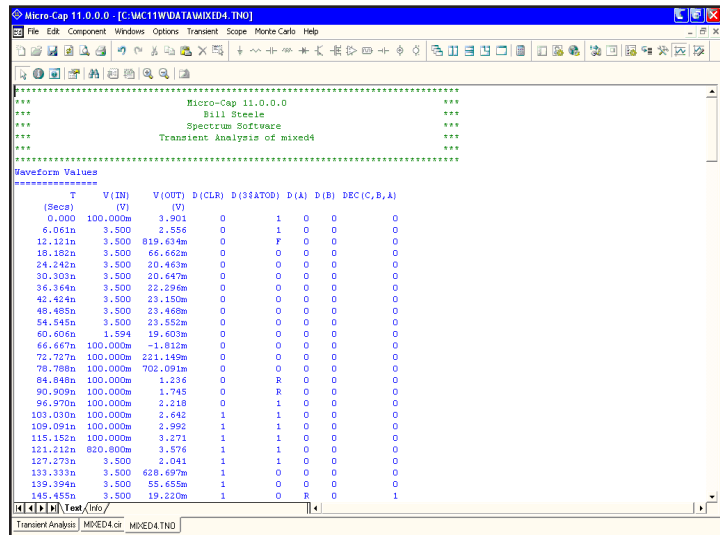 Micro-Cap 11.0.0.0 - [C:\MC11W\DATA\MIXED4.TNO]
File Edit Component Windows Options Transient Scope Monte Carlo Help
*******************************************************************************
*** Micro-Cap 11.0.0.0 ***
*** Bill Steele ***
*** Spectrum Software ***
*** Transient Analysis of mixed4 ***
*** ***
*******************************************************************************
Waveform Values
===============
T V(IN) V(OUT) D(CLR) D(3$ATOD) D(A) D(B) DEC(C,B,A)
(Secs) (V) (V)
0.000 100.000m 3.901 0 1 0 0 0
6.061n 3.500 2.556 0 1 0 0 0
12.121n 3.500 819.634m 0 F 0 0 0
18.182n 3.500 66.662m 0 0 0 0 0
24.242n 3.500 20.463m 0 0 0 0 0
30.303n 3.500 20.647m 0 0 0 0 0
36.364n 3.500 22.296m 0 0 0 0 0
42.424n 3.500 23.150m 0 0 0 0 0
48.485n 3.500 23.468m 0 0 0 0 0
54.545n 3.500 23.552m 0 0 0 0 0
60.606n 1.594 19.603m 0 0 0 0 0
66.667n 100.000m -1.812m 0 0 0 0 0
72.727n 100.000m 221.149m 0 0 0 0 0
78.788n 100.000m 702.091m 0 0 0 0 0
84.848n 100.000m 1.236 0 R 0 0 0
90.909n 100.000m 1.745 0 R 0 0 0
96.970n 100.000m 2.218 0 1 0 0 0
103.030n 100.000m 2.642 1 1 0 0 0
109.091n 100.000m 2.992 1 1 0 0 0
115.152n 100.000m 3.271 1 1 0 0 0
121.212n 820.800m 3.576 1 1 0 0 0
127.273n 3.500 2.041 1 1 0 0 0
133.333n 3.500 628.697m 1 0 0 0 0
139.394n 3.500 55.655m 1 0 0 0 0
145.455n 3.500 19.220m 1 0 R 0 1
Text Info
Transient Analysis MIXED4.cir MIXED4.TNO